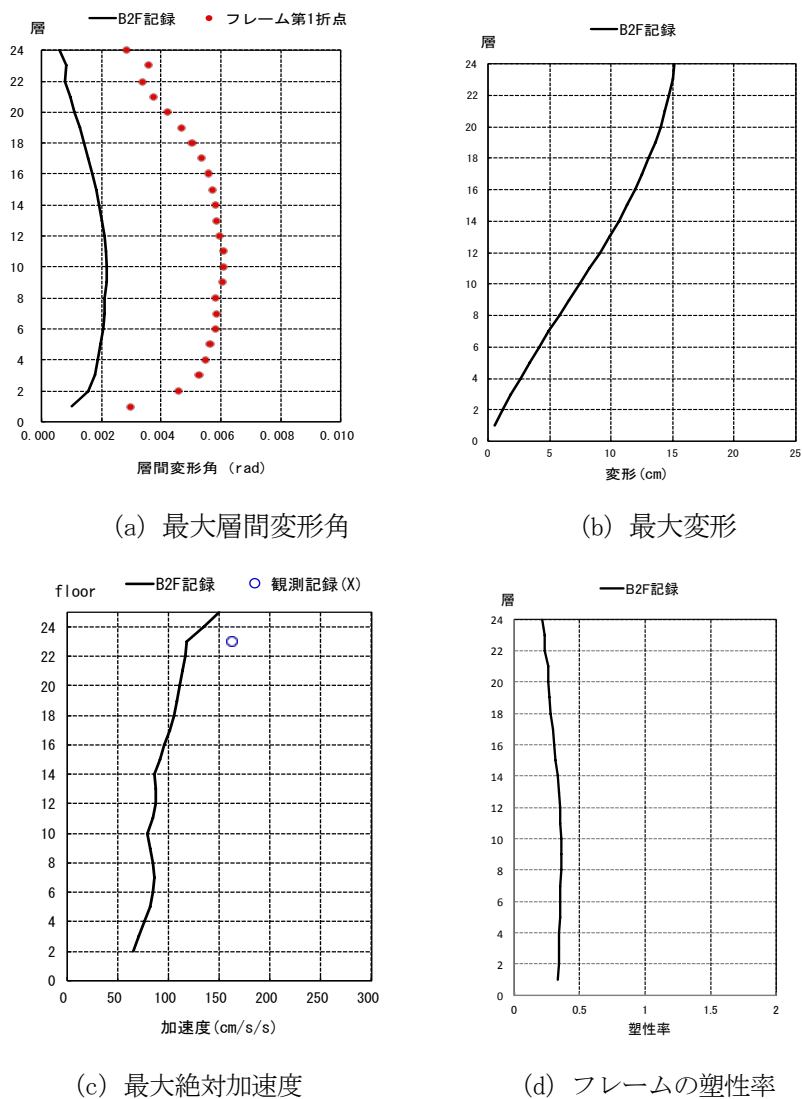 B2F記録 フレーム第1折点
層
24
22
20
18
16
14
12
10
8
6
4
2
0
0.000 0.002 0.004 0.006 0.008 0.010
層間変形角 (rad)
(a) 最大層間変形角
B2F記録
層
24
22
20
18
16
14
12
10
8
6
4
2
0
0 5 10 15 20 25
変形(cm)
(b) 最大変形
B2F記録 観測記録(X)
floor
24
22
20
18
16
14
12
10
8
6
4
2
0
0 50 100 150 200 250 300
加速度(cm/s/s)
(c) 最大絶対加速度
B2F記録
層
24
22
20
18
16
14
12
10
8
6
4
2
0
0 0.5 1 1.5 2
塑性率
(d) フレームの塑性率